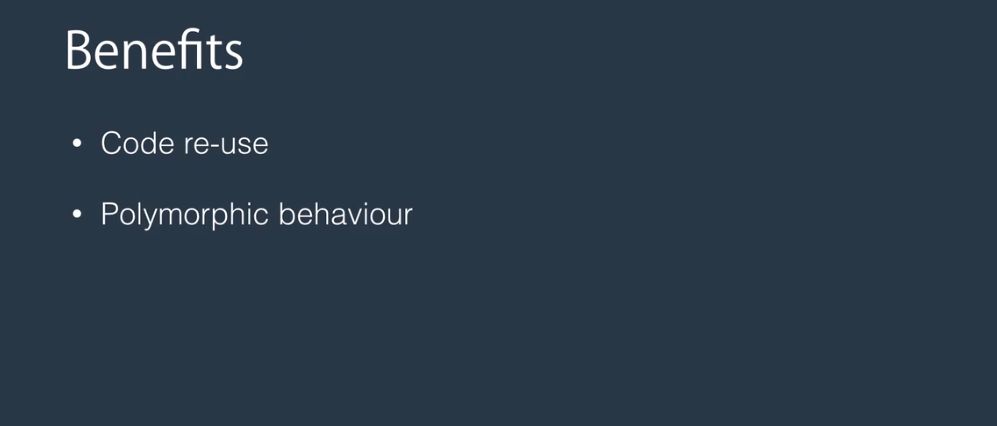 Benefits
• Code re-use
• Polymorphic behaviour